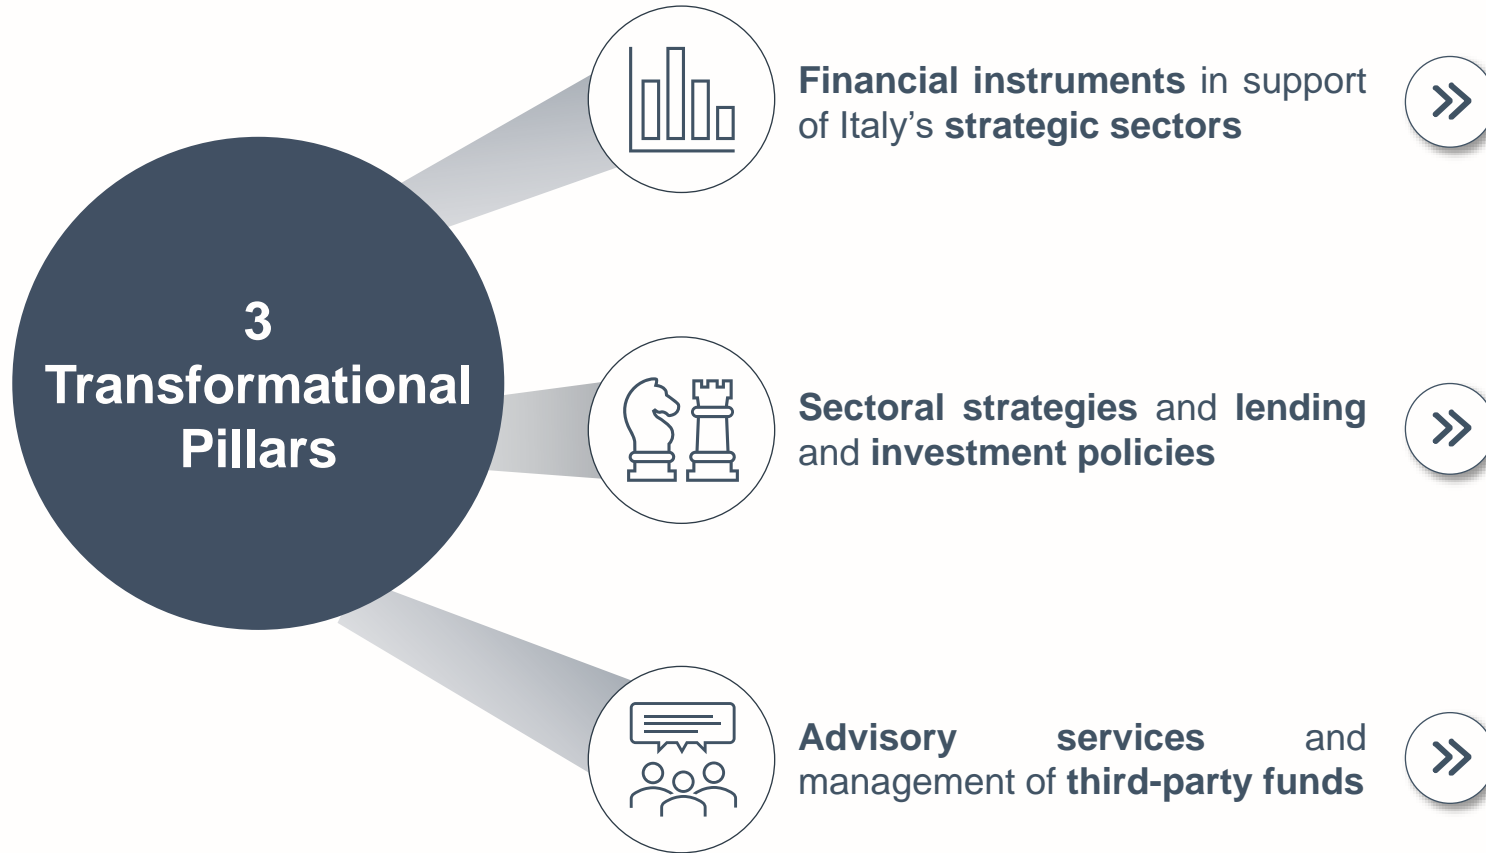 3
Transformational
Pillars
Financial instruments in support
of Italy’s strategic sectors
Sectoral strategies and lending
and investment policies
Advisory services and
management of third-party funds